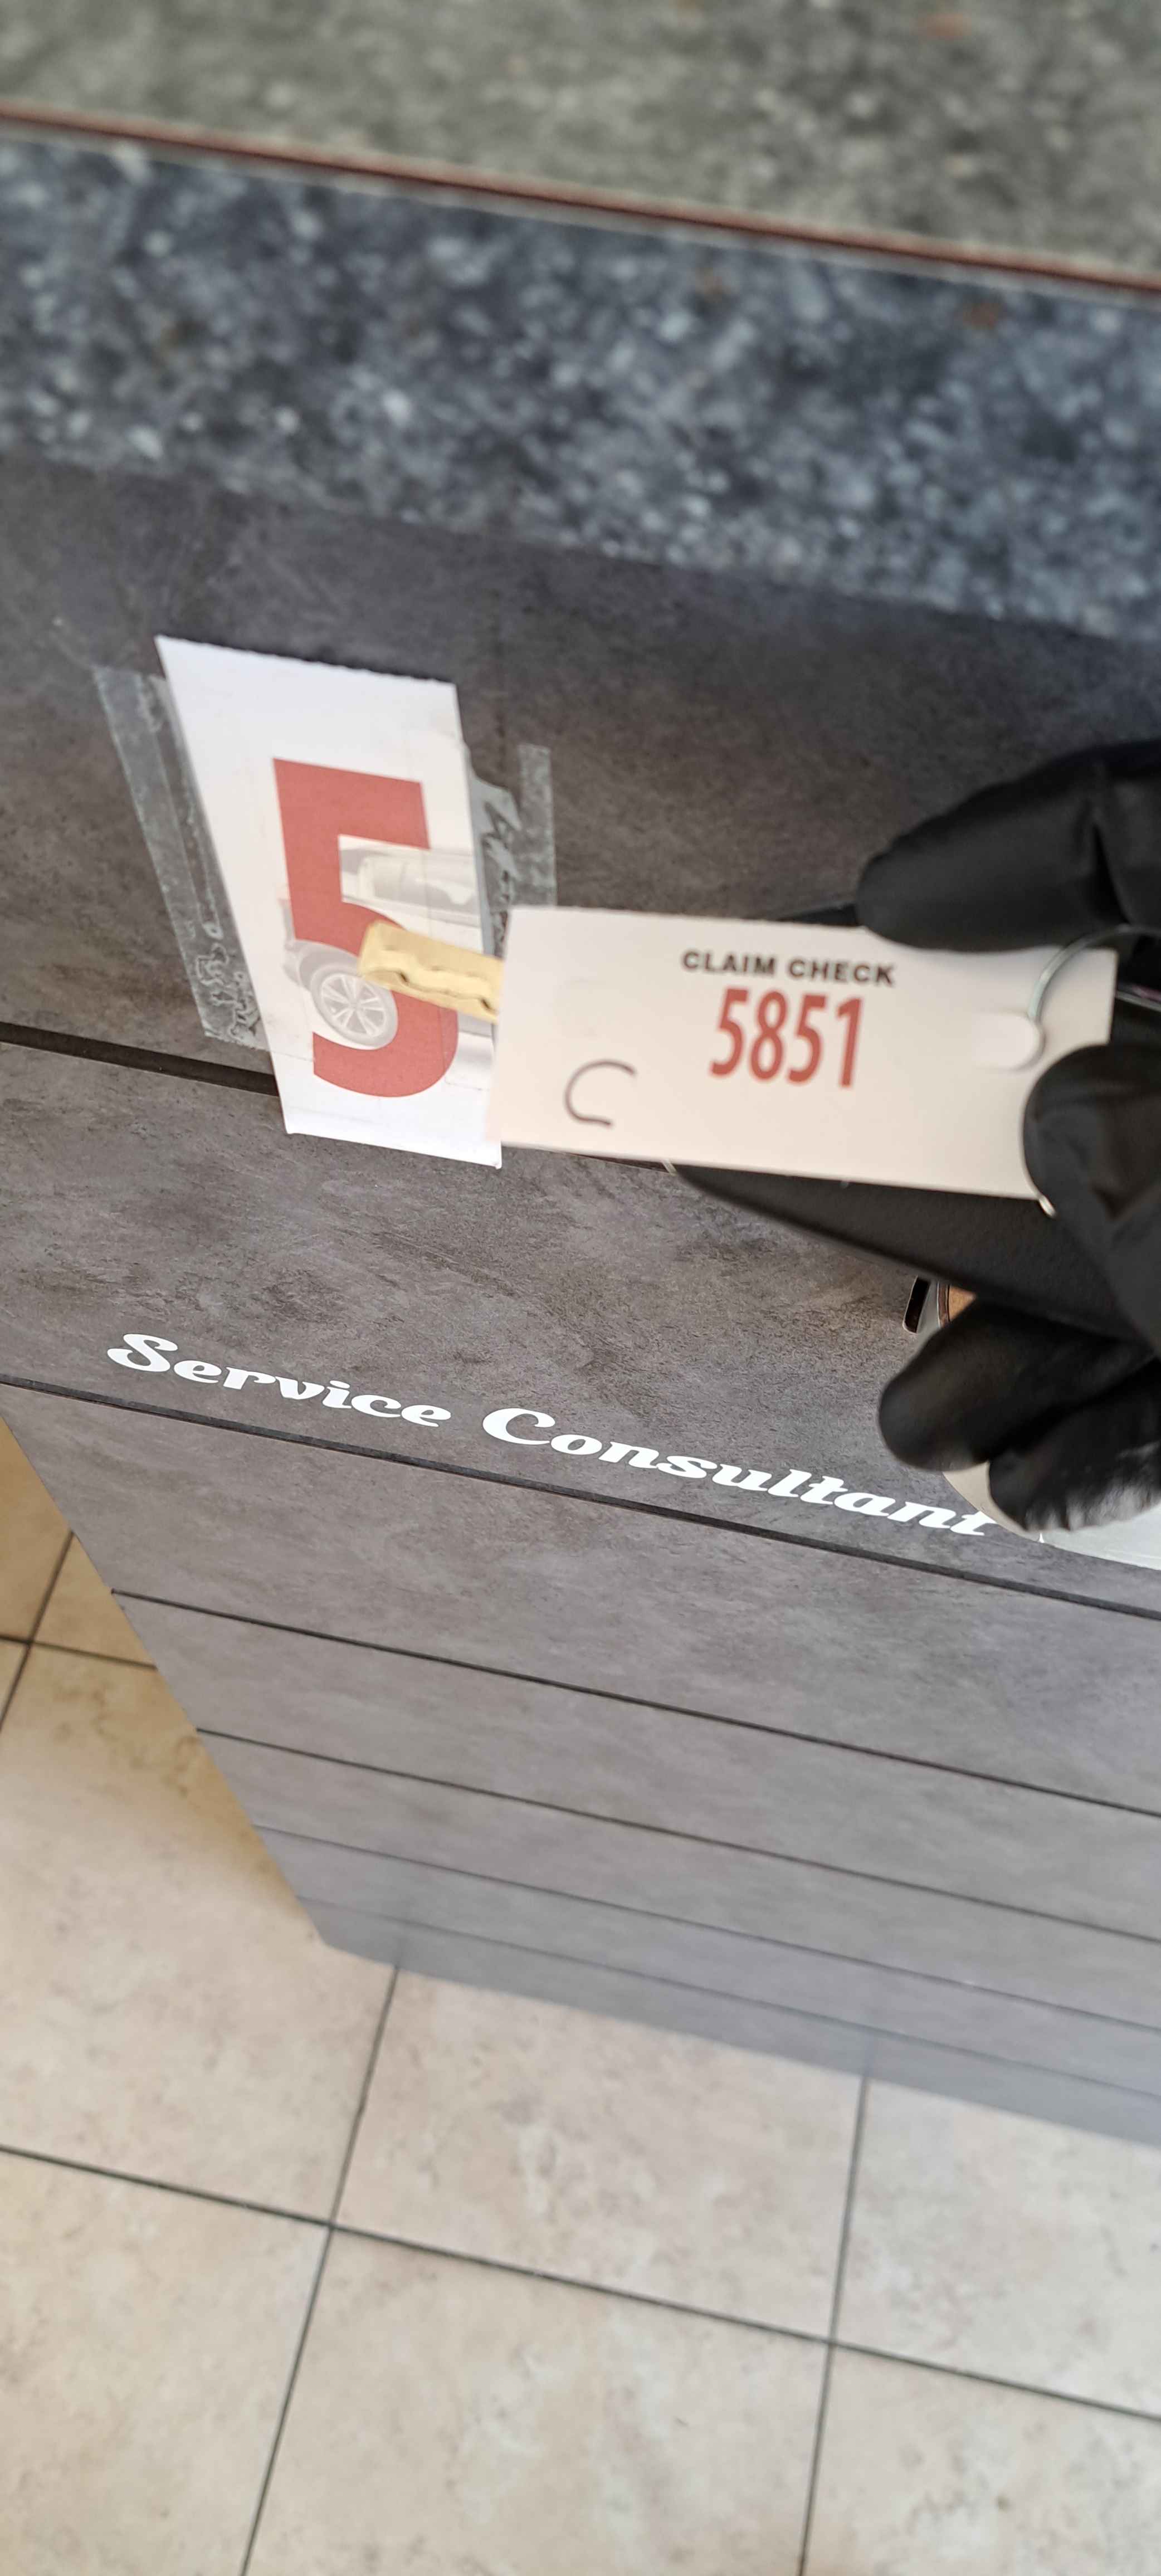 5
CLAIM CHECK
5851
C
Service Consultant